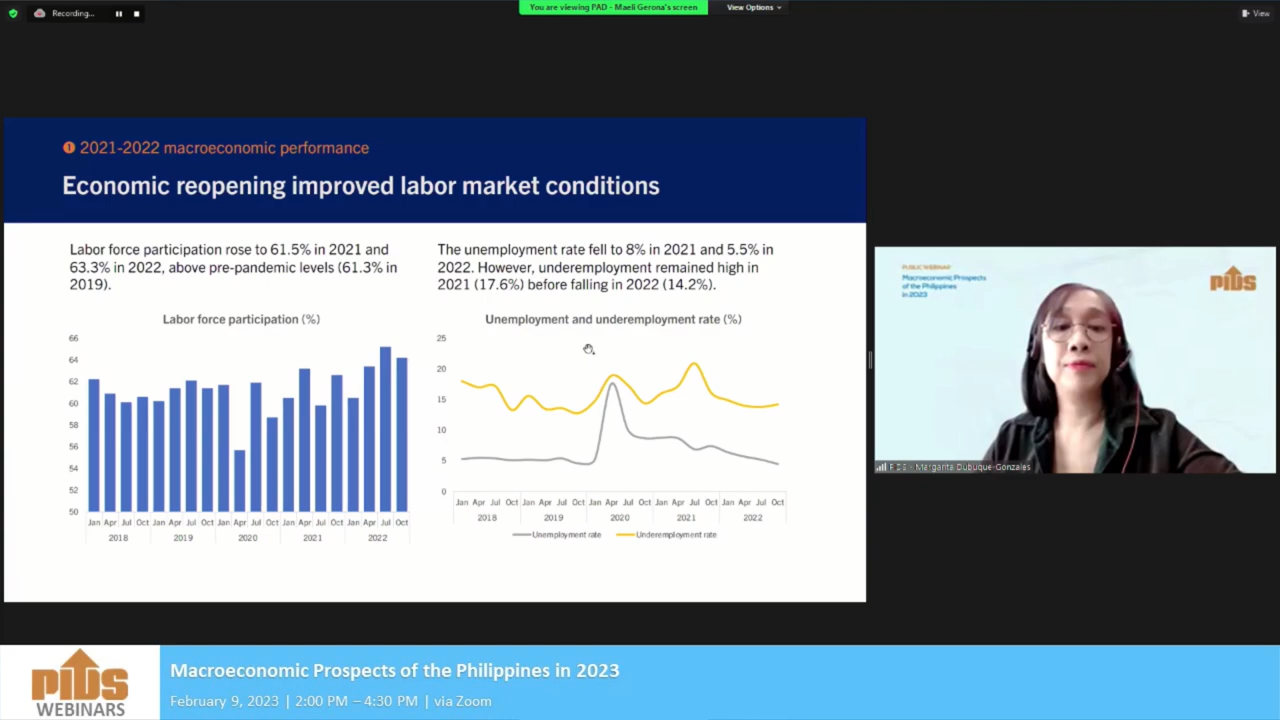 Recording...
You are viewing PAD - Maeli Gerona's screen
View Options
View
1 2021-2022 macroeconomic performance
Economic reopening improved labor market conditions
Labor force participation rose to 61.5% in 2021 and
63.3% in 2022, above pre-pandemic levels (61.3% in
2019).
Labor force participation (%)
66
64
62
60
58
56
54
52
50
Jan Apr Jul Oct Jan Apr Jul Oct Jan Apr Jul Oct Jan Apr Jul Oct Jan Apr Jul Oct
2018 2019 2020 2021 2022
The unemployment rate fell to 8% in 2021 and 5.5% in
2022. However, underemployment remained high in
2021 (17.6%) before falling in 2022 (14.2%).
Unemployment and underemployment rate (%)
25
20
15
10
5
0
Jan Apr Jul Oct Jan Apr Jul Oct Jan Apr Jul Oct Jan Apr Jul Oct Jan Apr Jul Oct
2018 2019 2020 2021 2022
Unemployment rate Underemployment rate
PUBLIC WEBINAR
Macroeconomic Prospects
of the Philippines
in 2023
PIDS
PIDS - Margarita Dubuque-Gonzales
PIDS
WEBINARS
Macroeconomic Prospects of the Philippines in 2023
February 9, 2023 | 2:00 PM – 4:30 PM | via Zoom